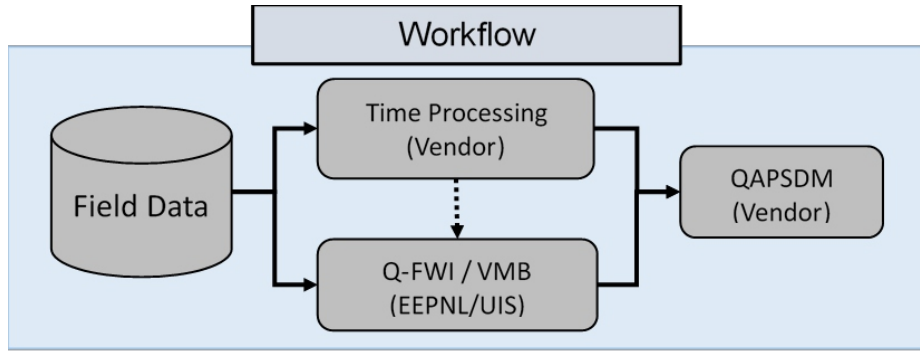 Workflow
Field Data
Time Processing
(Vendor)
Q-FWI / VMB
(EEPNL/UIS)
QAPSDM
(Vendor)